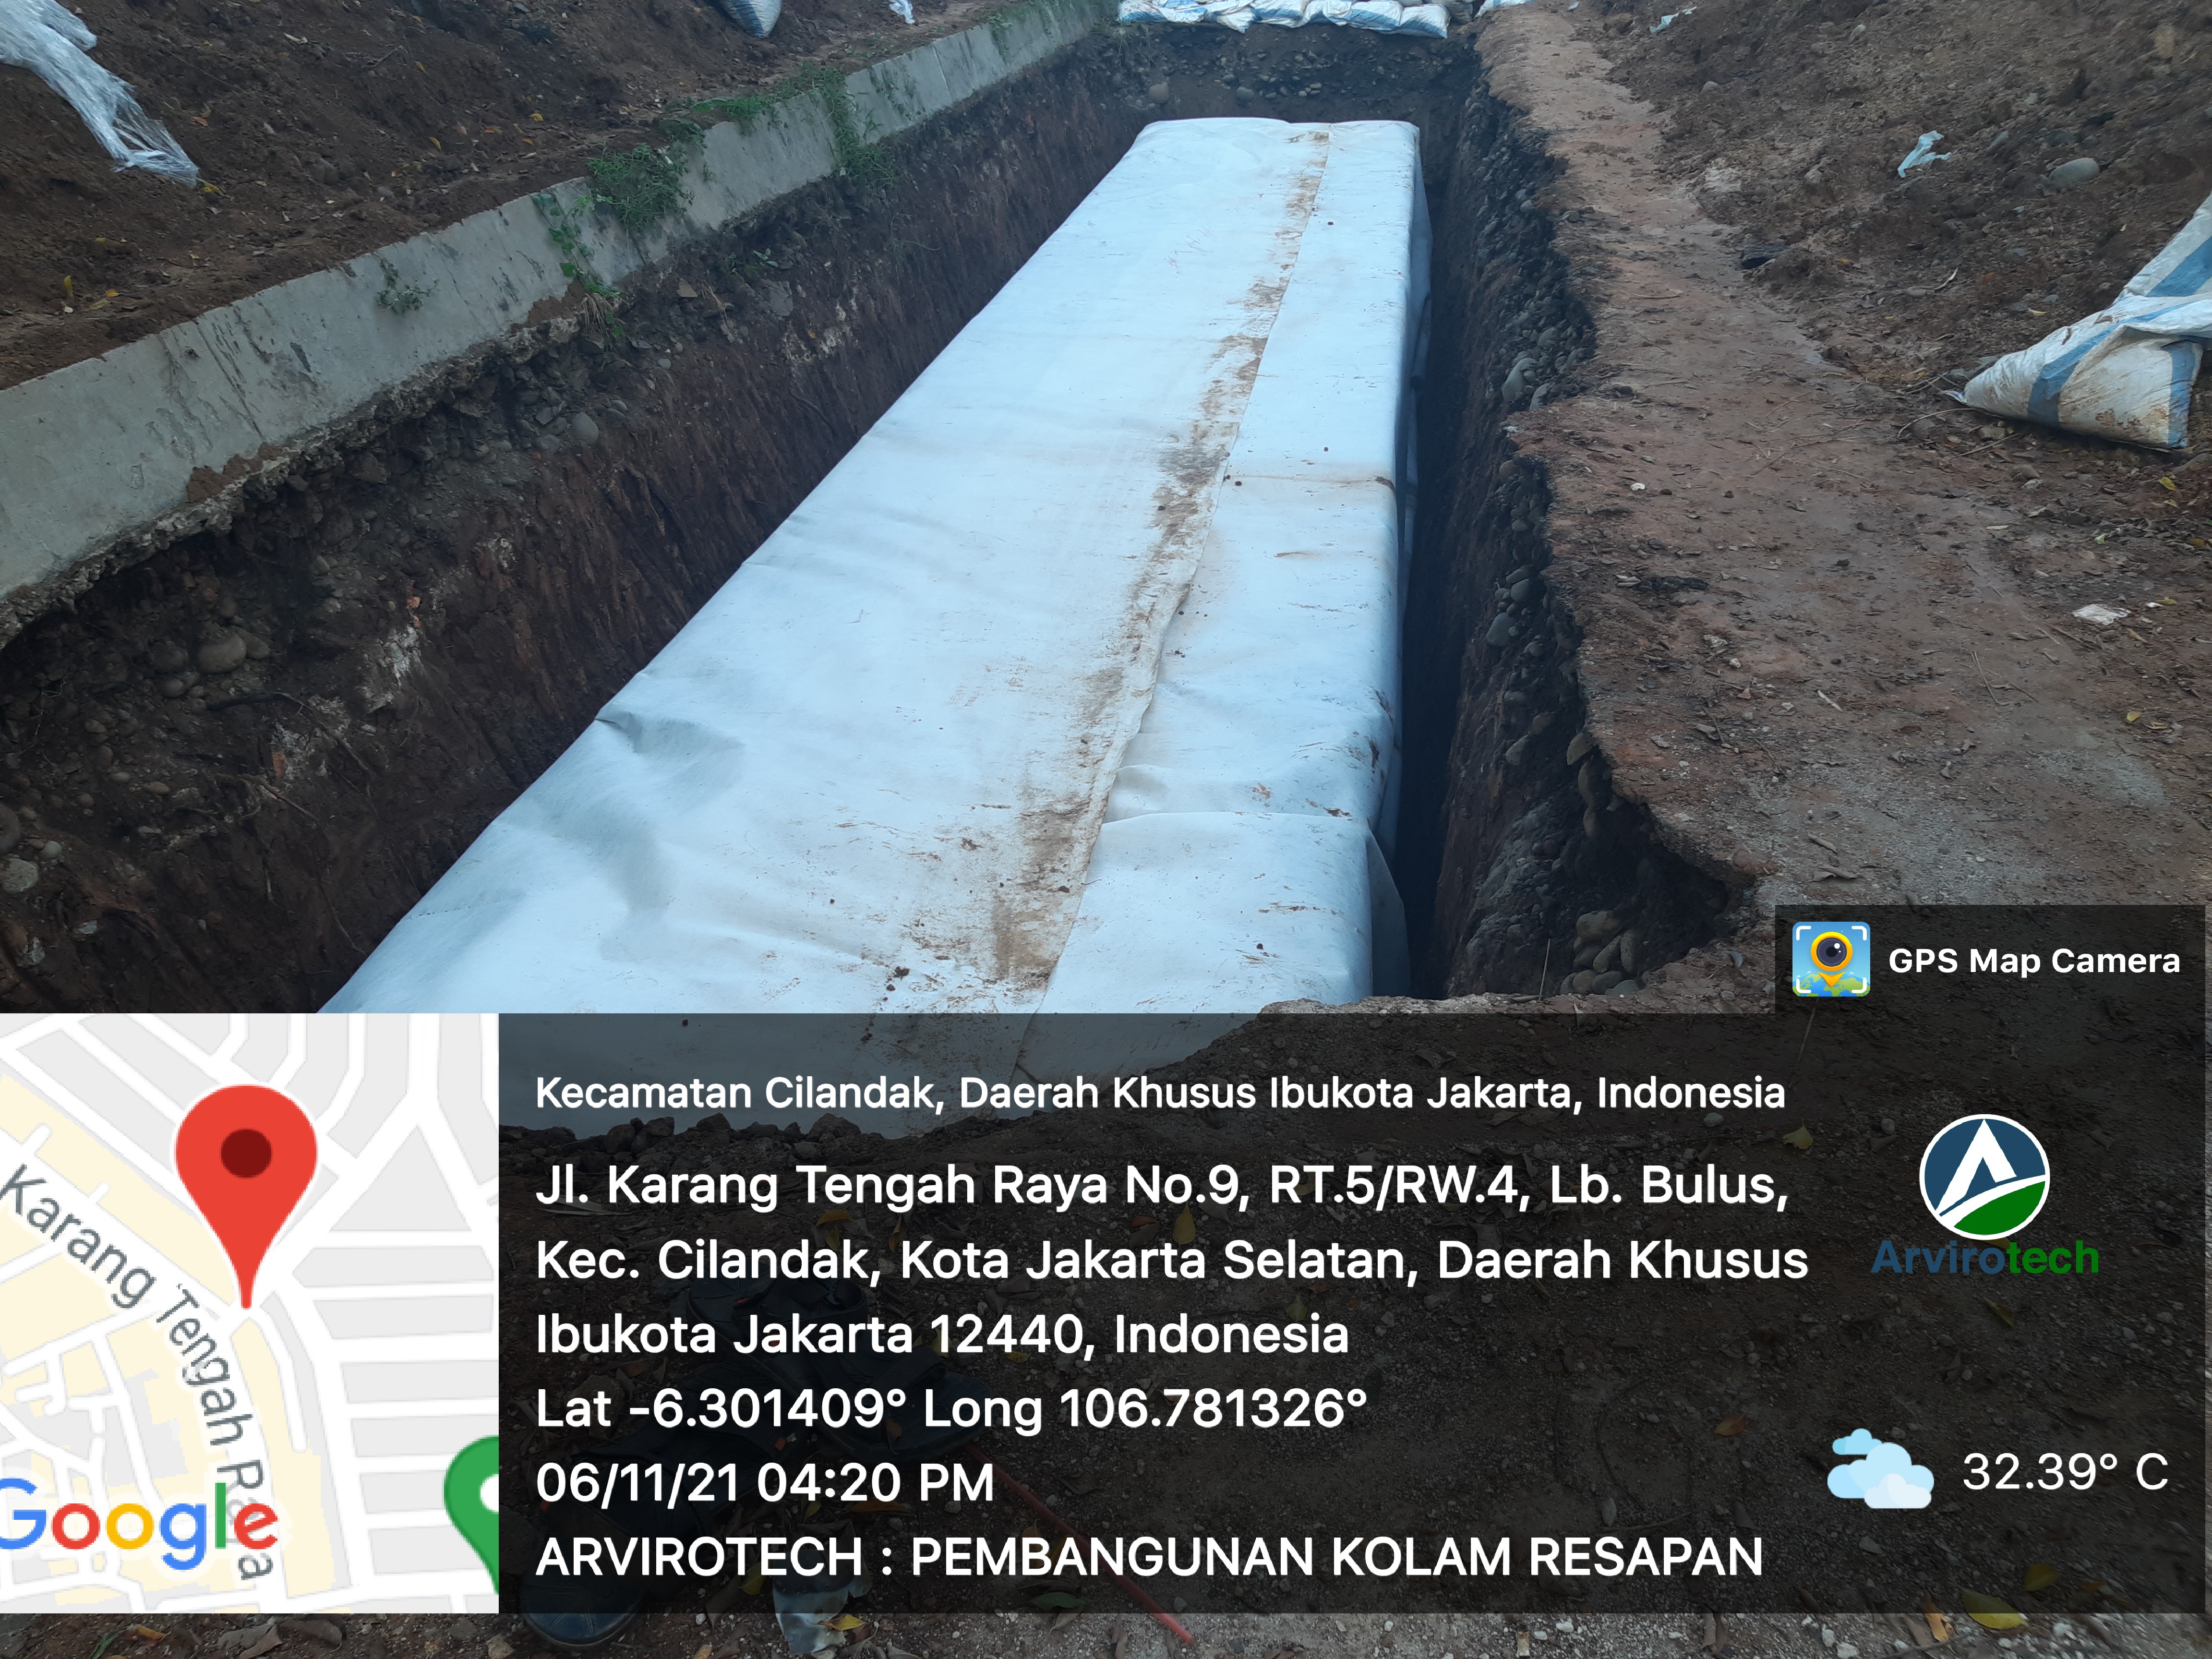 GPS Map Camera
Kecamatan Cilandak, Daerah Khusus Ibukota Jakarta, Indonesia
Jl. Karang Tengah Raya No.9, RT.5/RW.4, Lb. Bulus,
Kec. Cilandak, Kota Jakarta Selatan, Daerah Khusus
Ibukota Jakarta 12440, Indonesia
Lat -6.301409° Long 106.781326°
06/11/21 04:20 PM
ARVIROTECH : PEMBANGUNAN KOLAM RESAPAN
Arvirotech
32.39° C
Karang Tengah Raya
Google